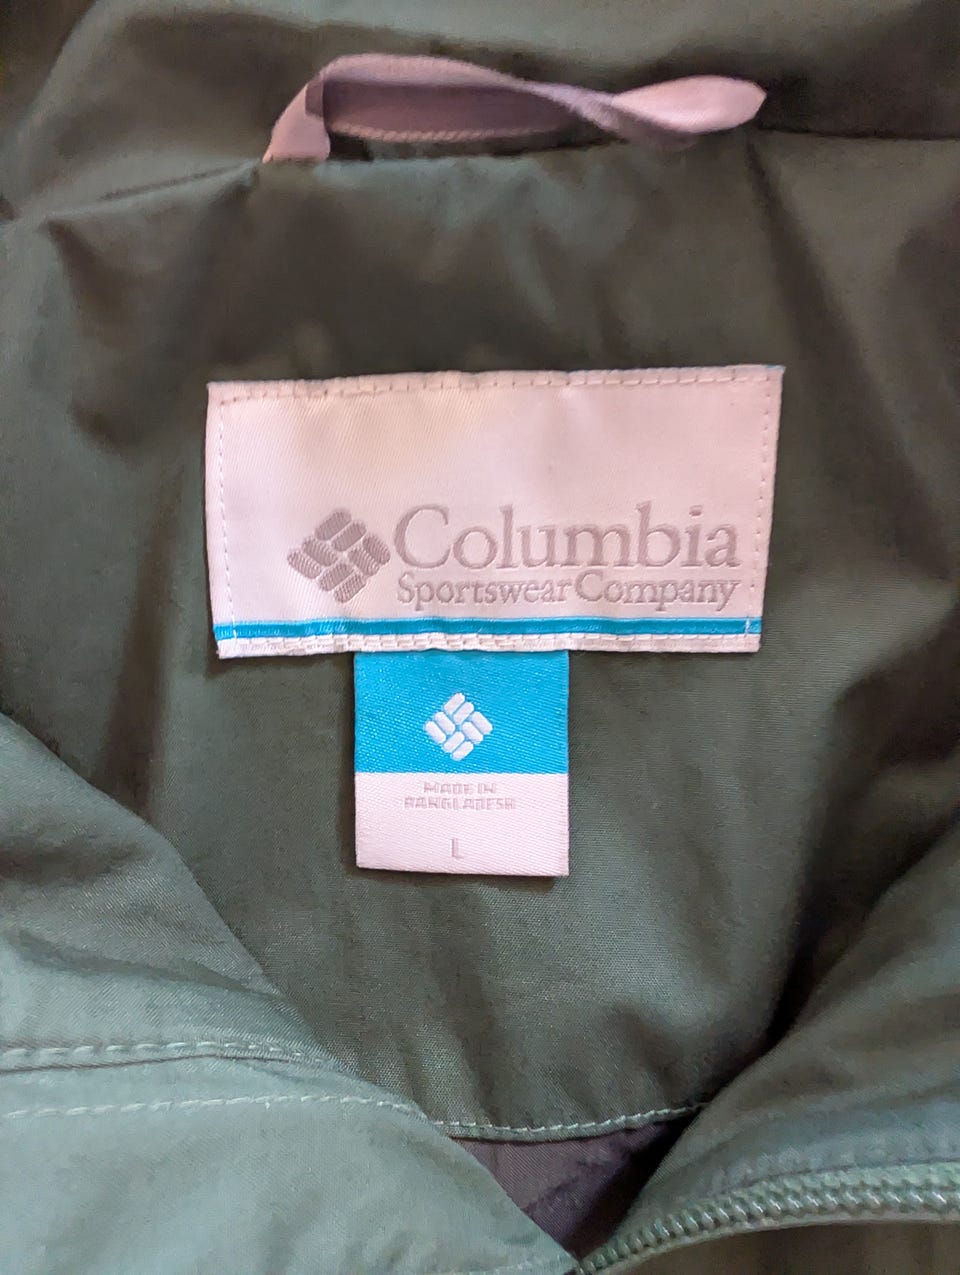 Columbia
Sportswear Company
MADE IN
BANGLADESH
L